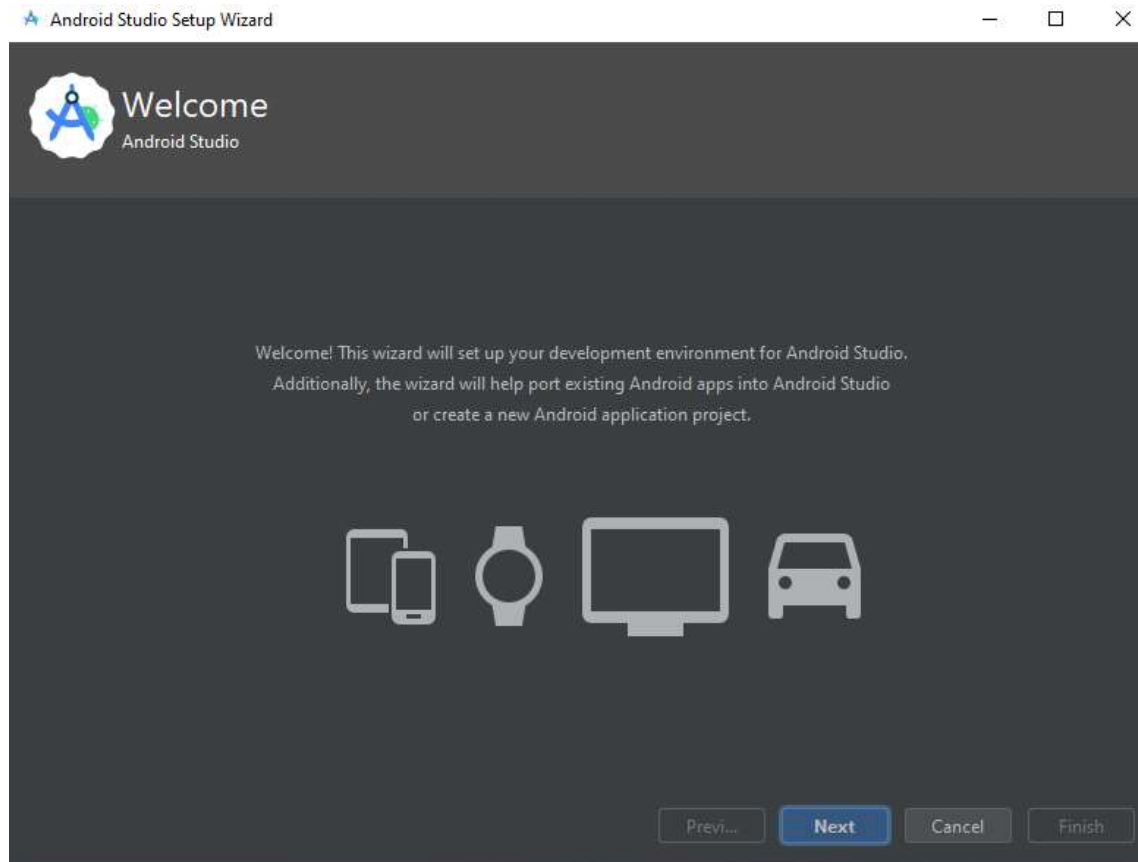 Android Studio Setup Wizard
Welcome
Android Studio
Welcome! This wizard will set up your development environment for Android Studio.
Additionally, the wizard will help port existing Android apps into Android Studio
or create a new Android application project.
Previ... Next Cancel Finish